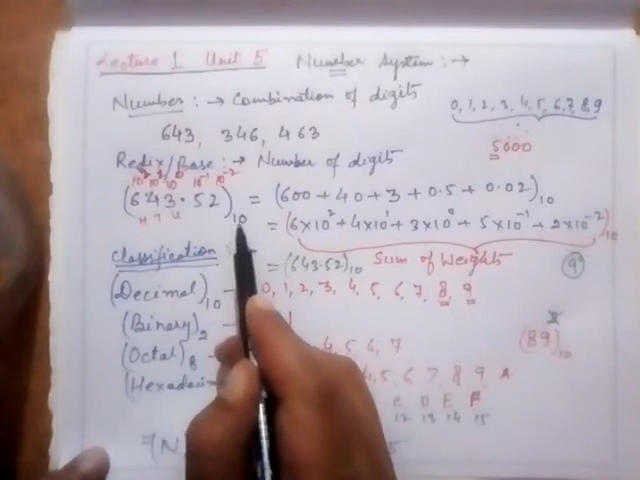 Lecture 1 Unit 5 Number System :→
Number : → Combination of digits 0, 1, 2, 3, 4, 5, 6, 7, 8 9
643, 346, 463 5000
Redix/Base : → Number of digits
10² 10¹ 10⁰ 10⁻¹ 10⁻²
(643.52)₁₀ = (600 + 40 + 3 + 0.5 + 0.02)₁₀
H T U = (6×10² + 4×10¹ + 3×10⁰ + 5×10⁻¹ + 2×10⁻²)₁₀
Classification = (643.52)₁₀ Sum of Weights 9
(Decimal)₁₀ - 0, 1, 2, 3, 4, 5, 6, 7, 8, 9
(Binary)₂ - 1
(Octal)₈ - 4, 5, 6, 7 (89)₁₀
(Hexadeci 4, 5, 6 7 8 9 A
C D E F
12 13 14 15
(N 5